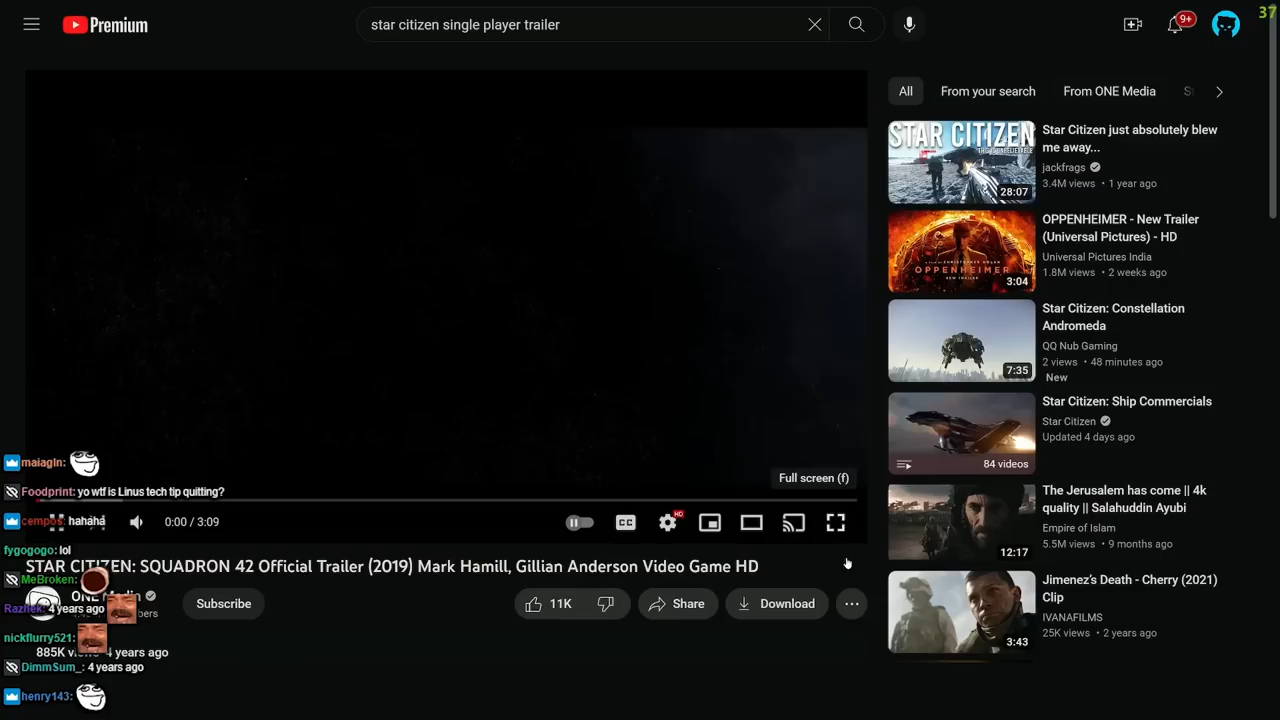 37
Premium
star citizen single player trailer
9+
All
From your search
From ONE Media
STAR CITIZEN
28:07
Star Citizen just absolutely blew
me away...
jackfrags
3.4M views • 1 year ago
OPPENHEIMER
3:04
OPPENHEIMER - New Trailer
(Universal Pictures) - HD
Universal Pictures India
1.8M views • 2 weeks ago
7:35
Star Citizen: Constellation
Andromeda
QQ Nub Gaming
2 views • 48 minutes ago
New
84 videos
Star Citizen: Ship Commercials
Star Citizen
Updated 4 days ago
12:17
The Jerusalem has come || 4k
quality || Salahuddin Ayubi
Empire of Islam
5.5M views • 9 months ago
3:43
Jimenez's Death - Cherry (2021)
Clip
IVANAFILMS
25K views • 2 years ago
Full screen (f)
0:00 / 3:09
CC
HD
STAR CITIZEN: SQUADRON 42 Official Trailer (2019) Mark Hamill, Gillian Anderson Video Game HD
ONE
Subscribe
11K
Share
Download
885K
4 years ago
maiagln:
Foodprint: yo wtf is Linus tech tip quitting?
cempos: hahaha
fygogogo: lol
MeBroken:
Razhek: 4 years ago
nickflurry521:
DimmSum_: 4 years ago
henry143: